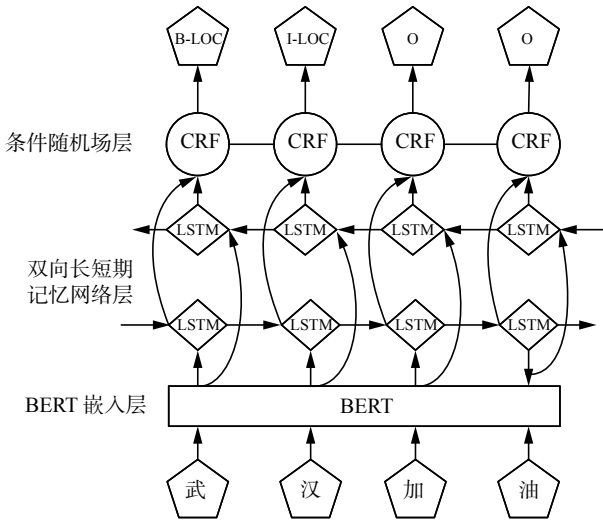 B-LOC I-LOC O O
条件随机场层 CRF CRF CRF CRF
LSTM LSTM LSTM LSTM
双向长短期
记忆网络层
LSTM LSTM LSTM LSTM
BERT 嵌入层 BERT
武 汉 加 油